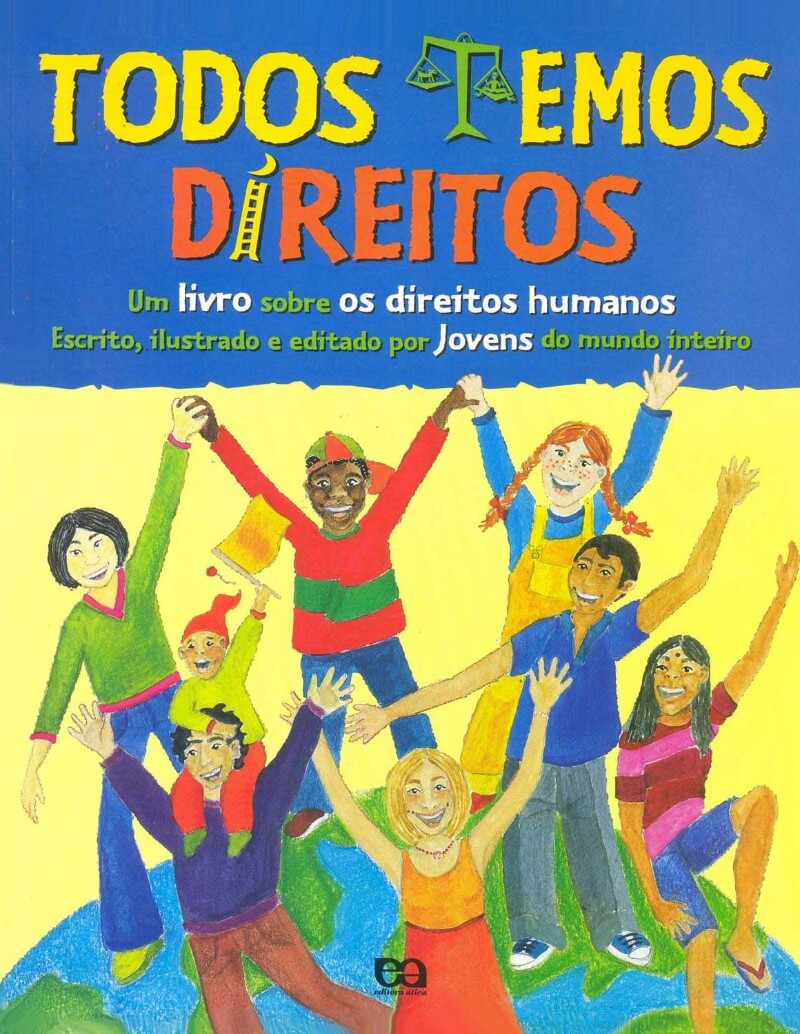 TODOS TEMOS
DIREITOS
Um livro sobre os direitos humanos
Escrito, ilustrado e editado por Jovens do mundo inteiro
editora ática